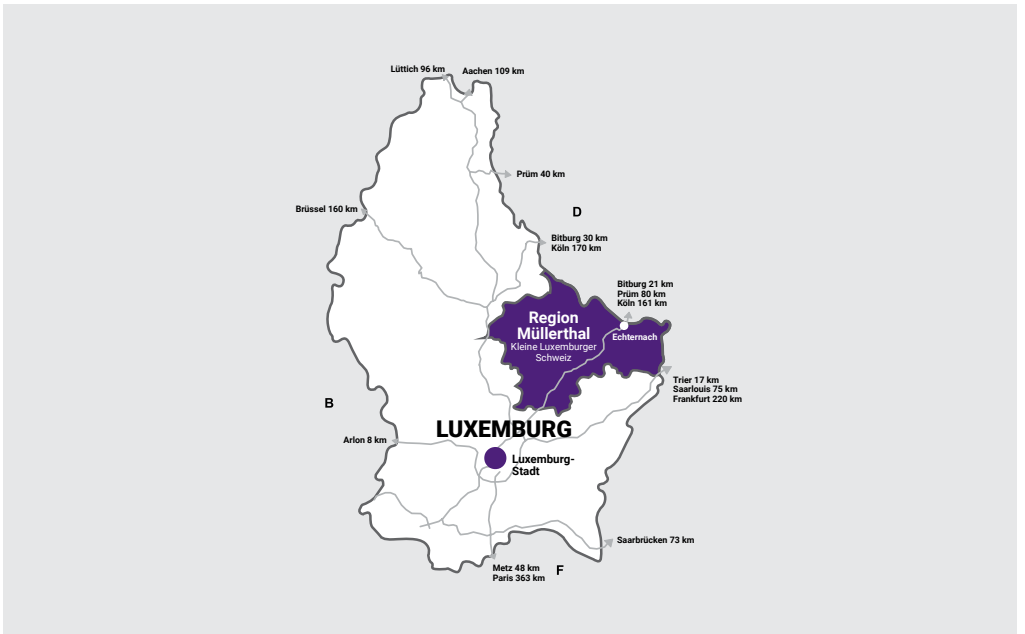 Lüttich 96 km
Aachen 109 km
Prüm 40 km
Brüssel 160 km
D
Bitburg 30 km
Köln 170 km
Bitburg 21 km
Prüm 80 km
Köln 161 km
Region
Müllerthal
Kleine Luxemburger
Schweiz
Echternach
Trier 17 km
Saarlouis 75 km
Frankfurt 220 km
B
LUXEMBURG
Arlon 8 km
Luxemburg-
Stadt
Saarbrücken 73 km
Metz 48 km
Paris 363 km
F